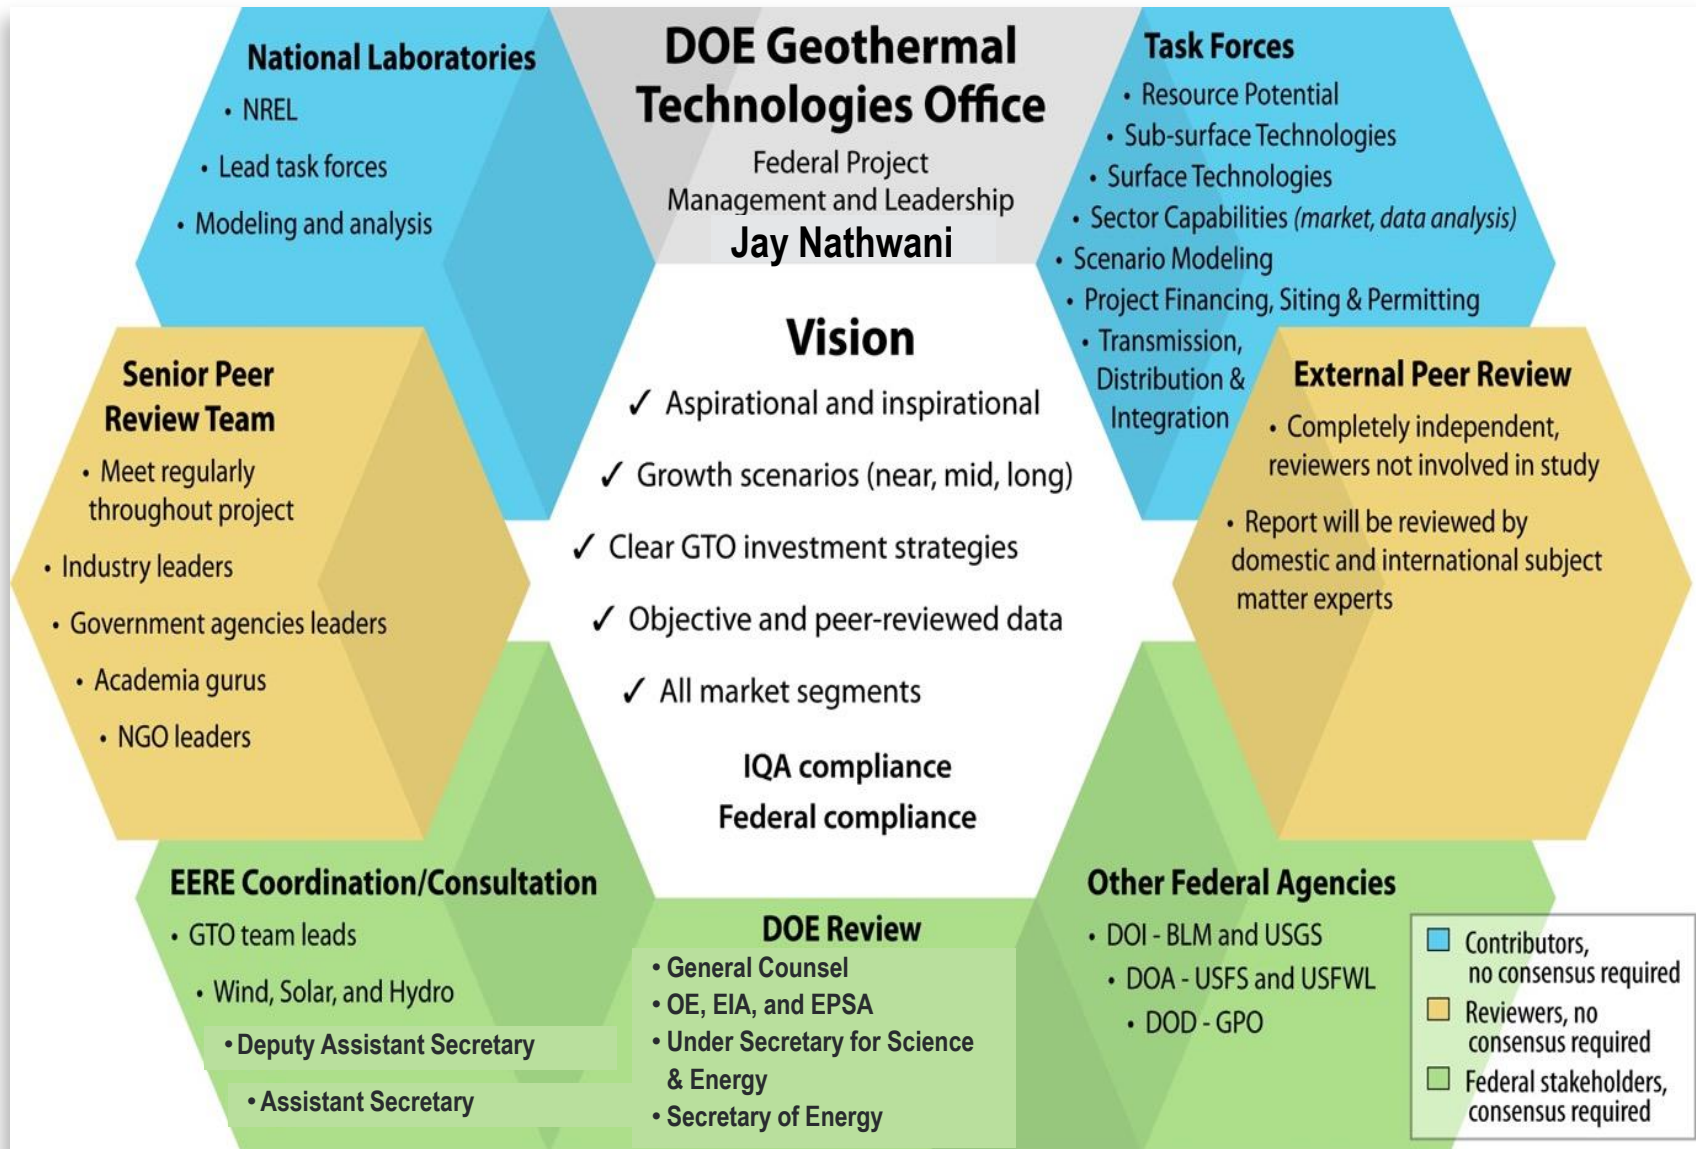 National Laboratories
• NREL
• Lead task forces
• Modeling and analysis
DOE Geothermal
Technologies Office
Federal Project
Management and Leadership
Jay Nathwani
Task Forces
• Resource Potential
• Sub-surface Technologies
• Surface Technologies
• Sector Capabilities (market, data analysis)
• Scenario Modeling
• Project Financing, Siting & Permitting
• Transmission,
Distribution &
Integration
Senior Peer
Review Team
• Meet regularly
throughout project
• Industry leaders
• Government agencies leaders
• Academia gurus
• NGO leaders
Vision
✓ Aspirational and inspirational
✓ Growth scenarios (near, mid, long)
✓ Clear GTO investment strategies
✓ Objective and peer-reviewed data
✓ All market segments
IQA compliance
Federal compliance
External Peer Review
• Completely independent,
reviewers not involved in study
• Report will be reviewed by
domestic and international subject
matter experts
EERE Coordination/Consultation
• GTO team leads
• Wind, Solar, and Hydro
• Deputy Assistant Secretary
• Assistant Secretary
DOE Review
• General Counsel
• OE, EIA, and EPSA
• Under Secretary for Science
& Energy
• Secretary of Energy
Other Federal Agencies
• DOI - BLM and USGS
• DOA - USFS and USFWL
• DOD - GPO
Contributors,
no consensus required
Reviewers, no
consensus required
Federal stakeholders,
consensus required